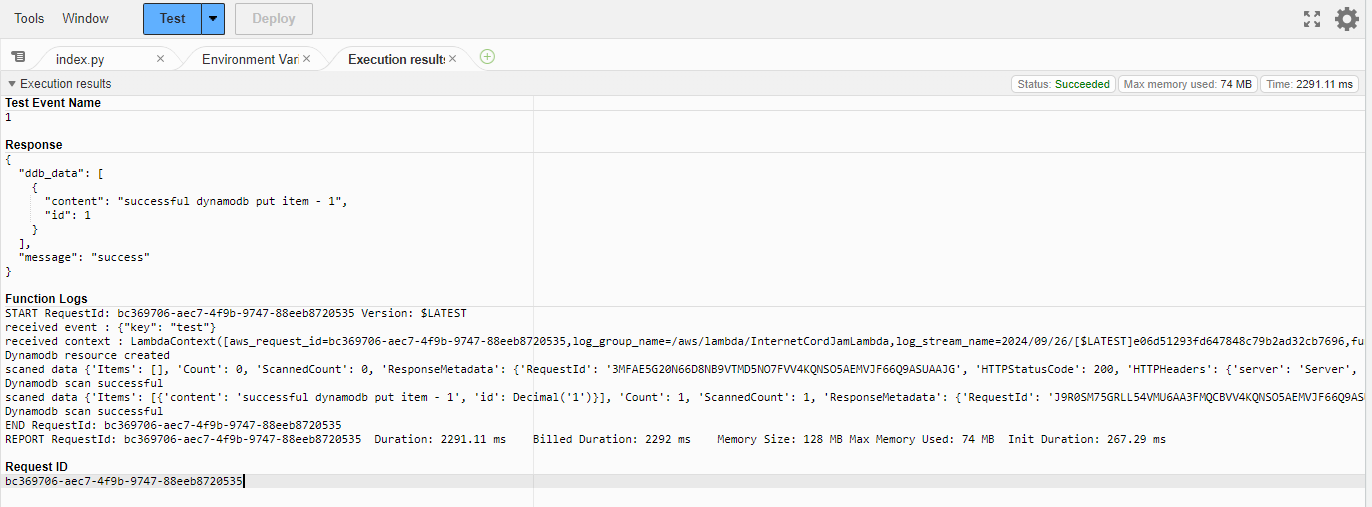 Tools Window Test Deploy
index.py Environment Vari Execution results
Execution results Status: Succeeded Max memory used: 74 MB Time: 2291.11 ms
Test Event Name
1
Response
{
  "ddb_data": [
    {
      "content": "successful dynamodb put item - 1",
      "id": 1
    }
  ],
  "message": "success"
}
Function Logs
START RequestId: bc369706-aec7-4f9b-9747-88eeb8720535 Version: $LATEST
received event : {"key": "test"}
received context : LambdaContext([aws_request_id=bc369706-aec7-4f9b-9747-88eeb8720535,log_group_name=/aws/lambda/InternetCordJamLambda,log_stream_name=2024/09/26/[$LATEST]e06d51293fd647848c79b2ad32cb7696,fu
Dynamodb resource created
scanned data {'Items': [], 'Count': 0, 'ScannedCount': 0, 'ResponseMetadata': {'RequestId': '3MFAE5G20N66D8NB9VTMD5NO7FVV4KQNSO5AEMVJF66Q9ASUAAJG', 'HTTPStatusCode': 200, 'HTTPHeaders': {'server': 'Server',
Dynamodb scan successful
scanned data {'Items': [{'content': 'successful dynamodb put item - 1', 'id': Decimal('1')}], 'Count': 1, 'ScannedCount': 1, 'ResponseMetadata': {'RequestId': 'J9R0SM75GRLL54VMU6AA3FMQCBVV4KQNSO5AEMVJF66Q9ASU
Dynamodb scan successful
END RequestId: bc369706-aec7-4f9b-9747-88eeb8720535
REPORT RequestId: bc369706-aec7-4f9b-9747-88eeb8720535 Duration: 2291.11 ms Billed Duration: 2292 ms Memory Size: 128 MB Max Memory Used: 74 MB Init Duration: 267.29 ms
Request ID
bc369706-aec7-4f9b-9747-88eeb8720535